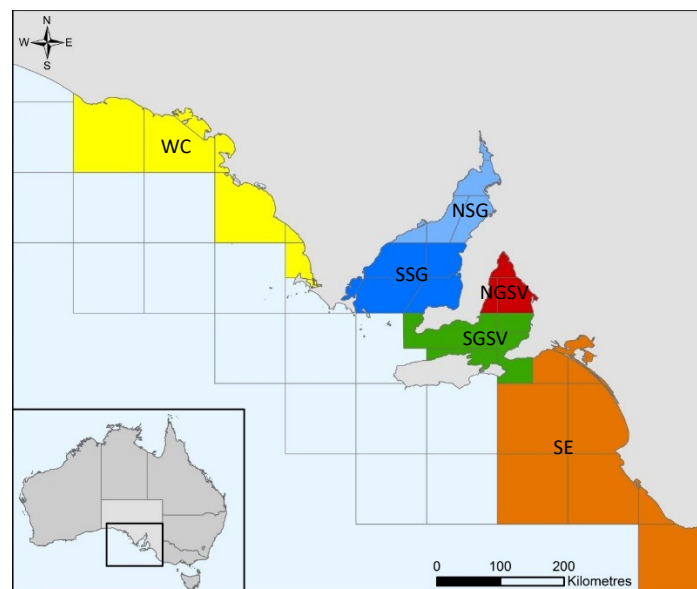 N
W E
S
WC
NSG
SSG
NGSV
SGSV
SE
0 100 200
Kilometres